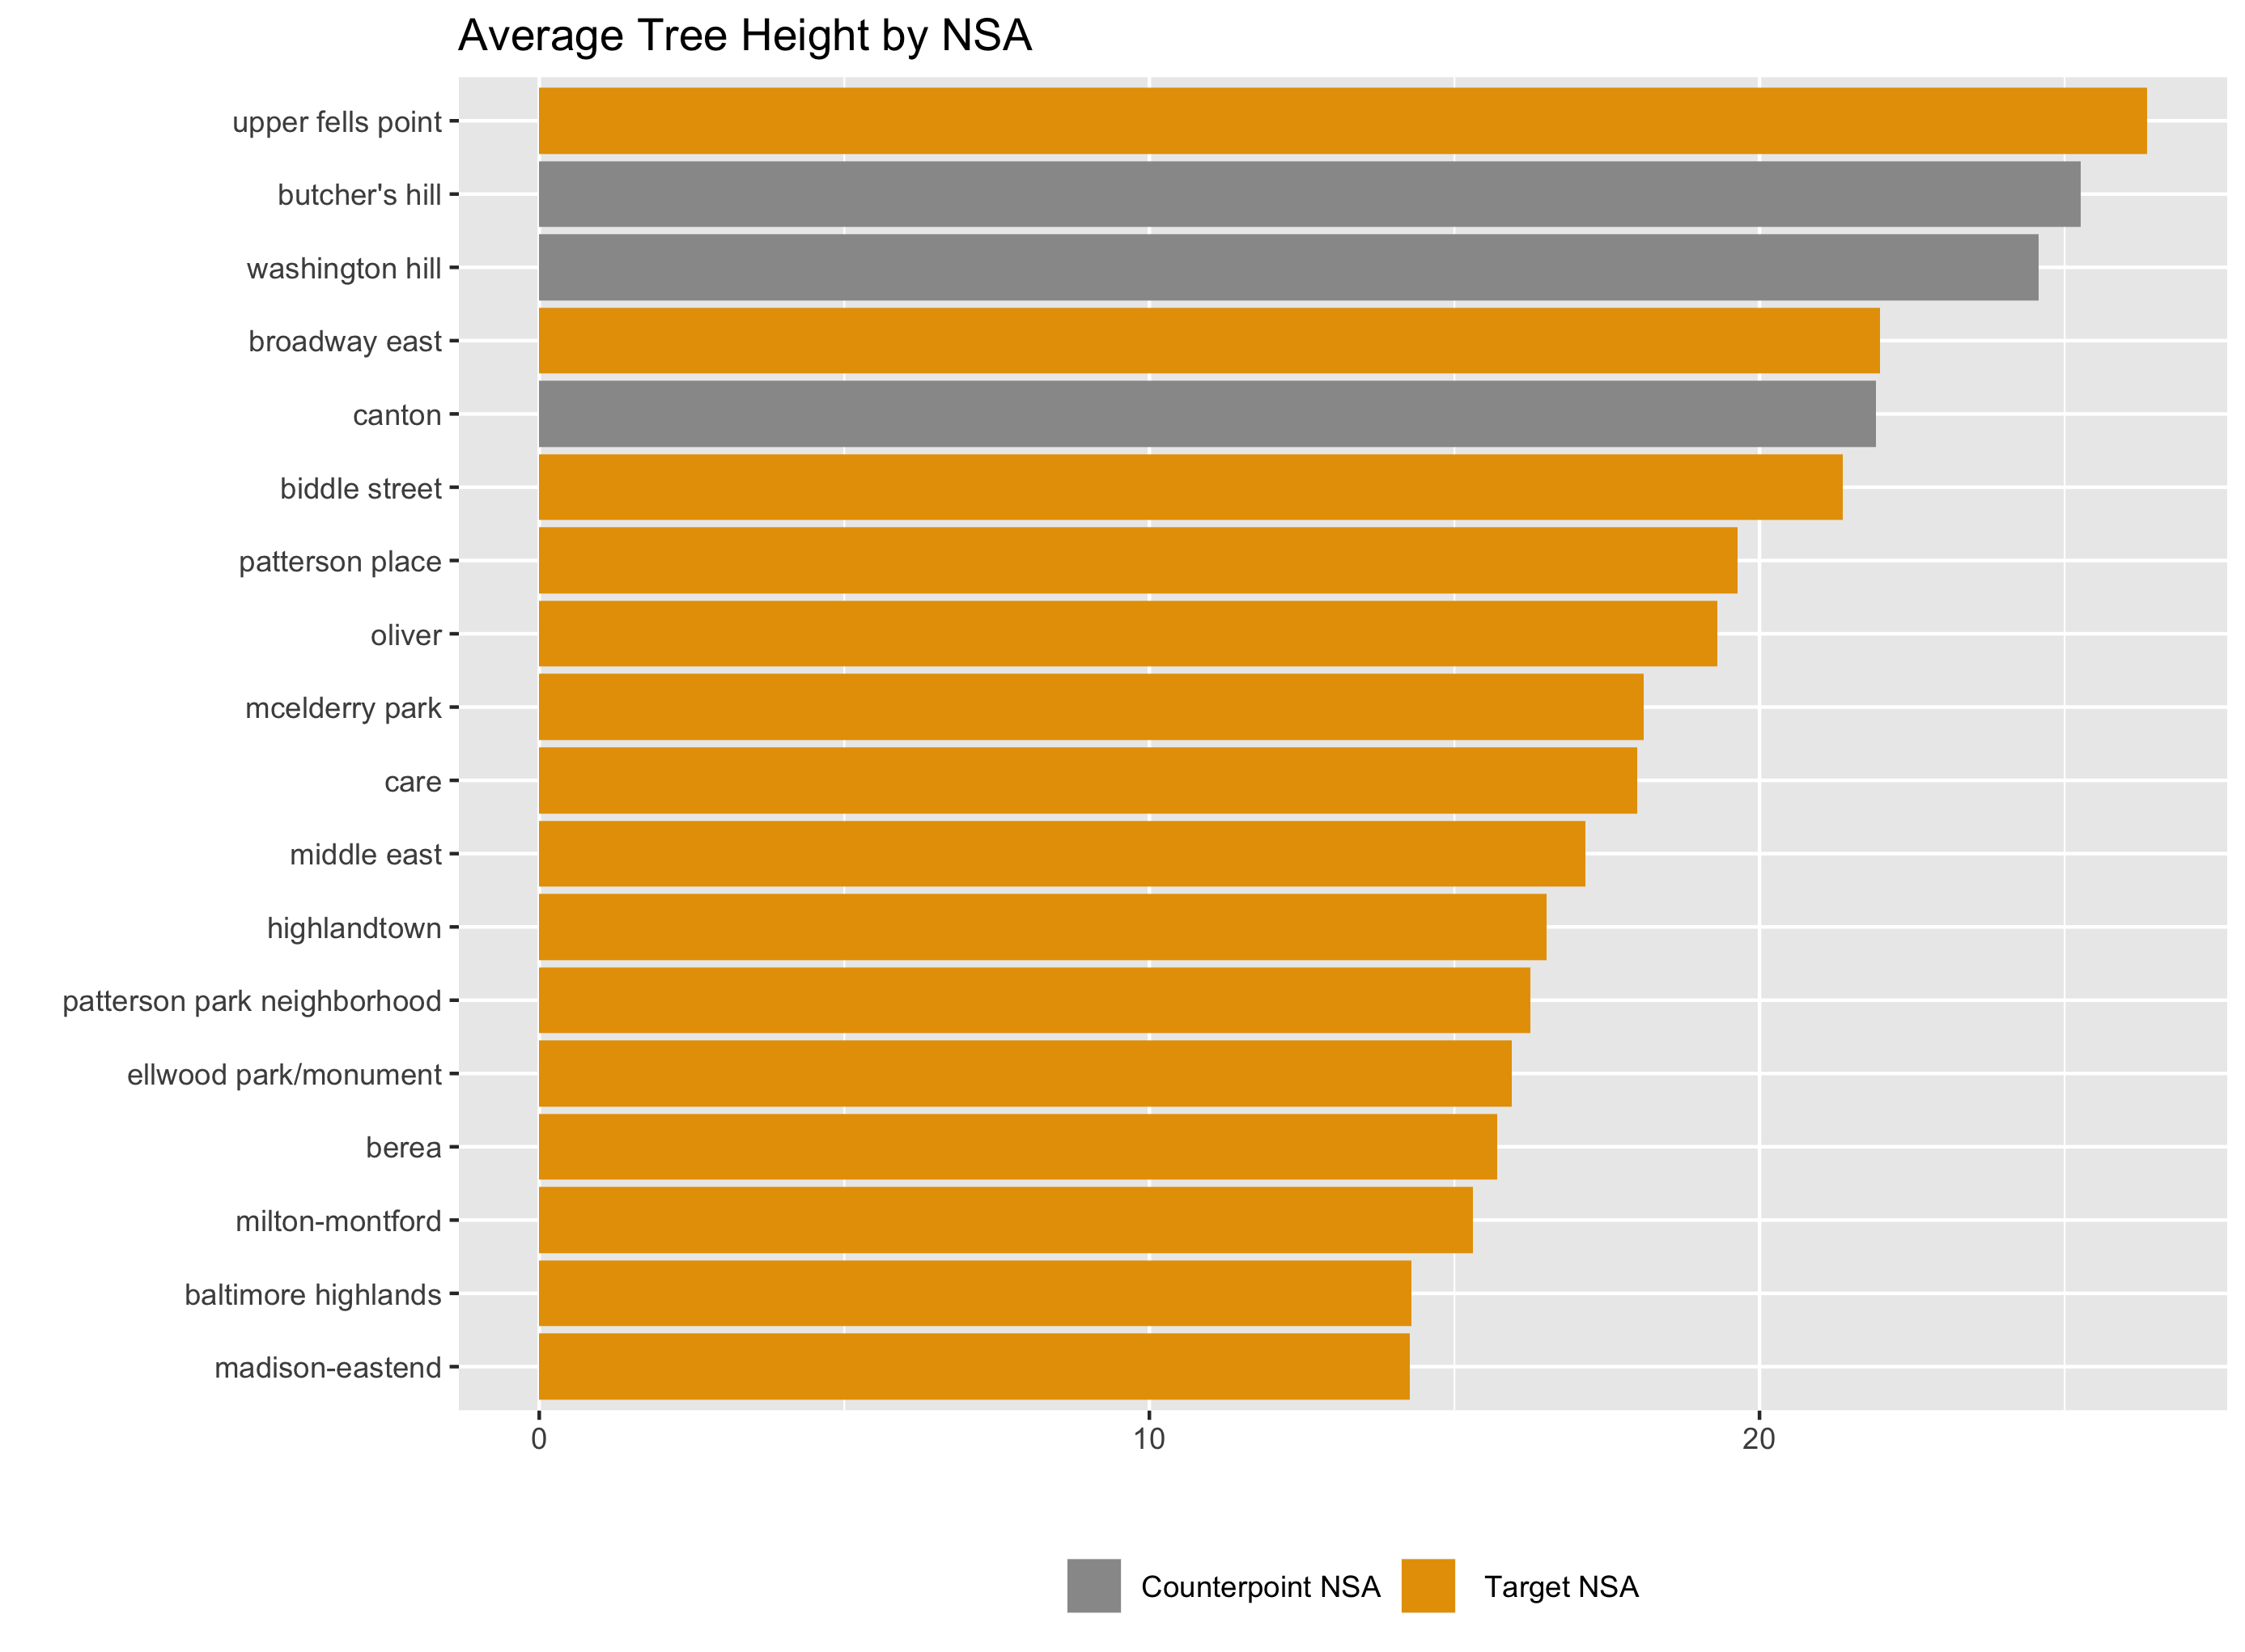 Average Tree Height by NSA
upper fells point
butcher's hill
washington hill
broadway east
canton
biddle street
patterson place
oliver
mcelderry park
care
middle east
highlandtown
patterson park neighborhood
ellwood park/monument
berea
milton-montford
baltimore highlands
madison-eastend
0 10 20
Counterpoint NSA Target NSA